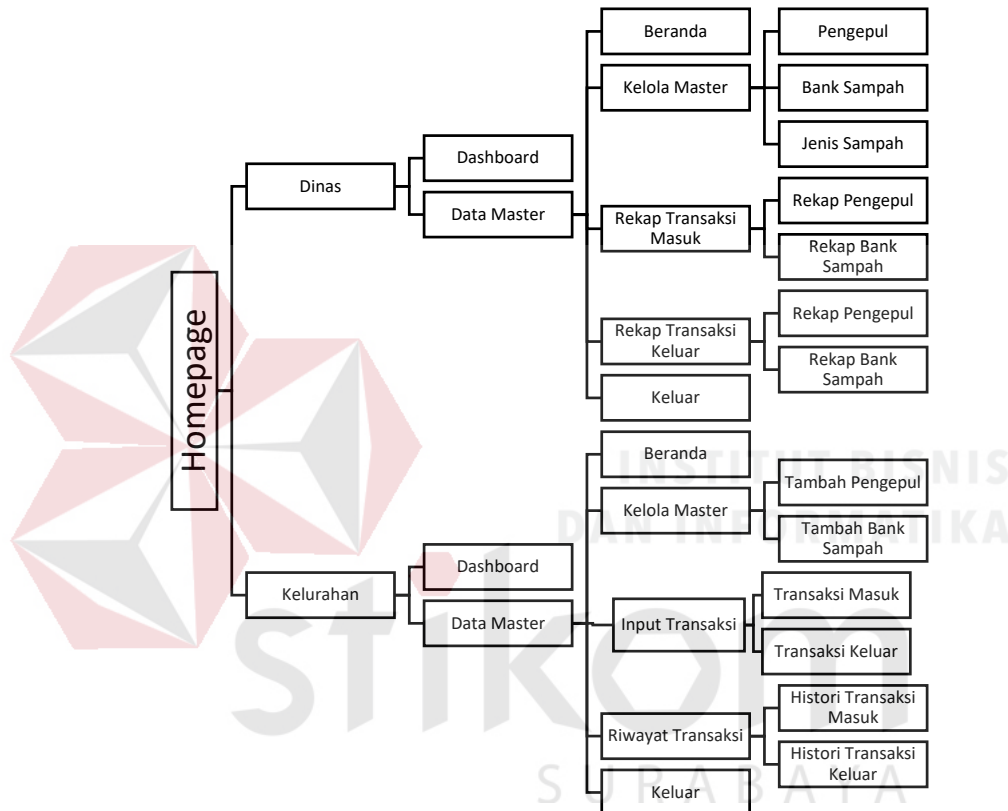 Homepage
Dinas
Dashboard
Data Master
Beranda
Kelola Master
Pengepul
Bank Sampah
Jenis Sampah
Rekap Transaksi
Masuk
Rekap Pengepul
Rekap Bank
Sampah
Rekap Transaksi
Keluar
Rekap Pengepul
Rekap Bank
Sampah
Keluar
Kelurahan
Dashboard
Data Master
Beranda
Kelola Master
Tambah Pengepul
Tambah Bank
Sampah
Input Transaksi
Transaksi Masuk
Transaksi Keluar
Riwayat Transaksi
Histori Transaksi
Masuk
Histori Transaksi
Keluar
Keluar
INSTITUT BISNIS
DAN INFORMATIKA
stikom
SURABAYA